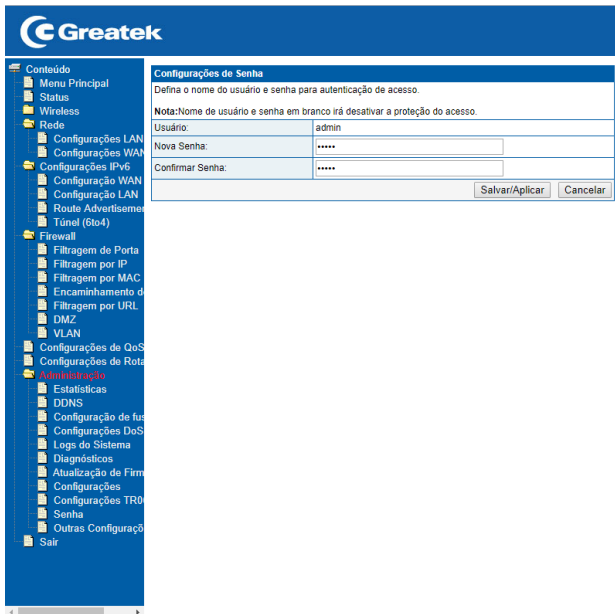 Greatek
Conteúdo
Menu Principal
Status
Wireless
Rede
Configurações LAN
Configurações WAN
Configurações IPv6
Configuração WAN
Configuração LAN
Route Advertisemer
Túnel (6to4)
Firewall
Filtragem de Porta
Filtragem por IP
Filtragem por MAC
Encaminhamento d
Filtragem por URL
DMZ
VLAN
Configurações de QoS
Configurações de Rota
Administração
Estatísticas
DDNS
Configuração de fus
Configurações DoS
Logs do Sistema
Diagnósticos
Atualização de Firm
Configurações
Configurações TR0
Senha
Outras Configuraçõ
Sair
Configurações de Senha
Defina o nome do usuário e senha para autenticação de acesso.
Nota:Nome de usuário e senha em branco irá desativar a proteção do acesso.
Usuário: admin
Nova Senha: •••••
Confirmar Senha: •••••
Salvar/Aplicar Cancelar